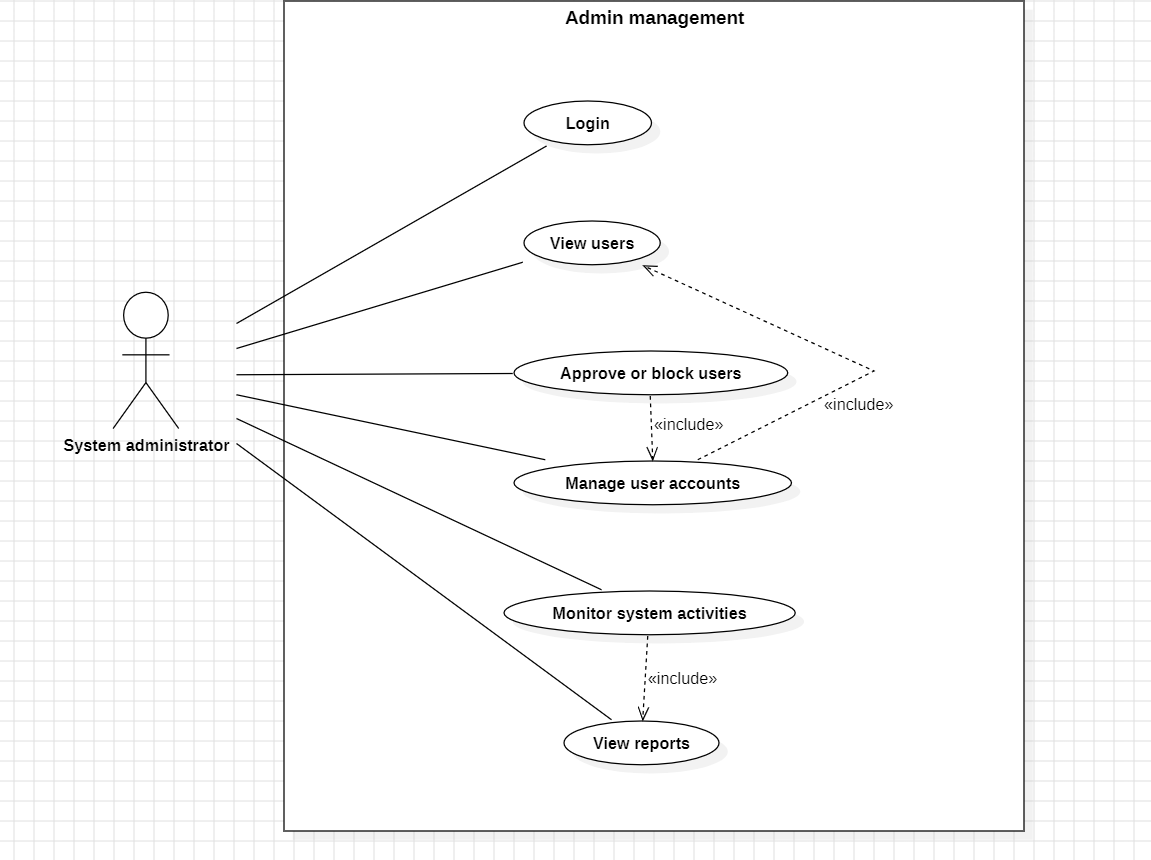 Admin management
Login
View users
Approve or block users
«include»
«include»
System administrator
Manage user accounts
Monitor system activities
«include»
View reports